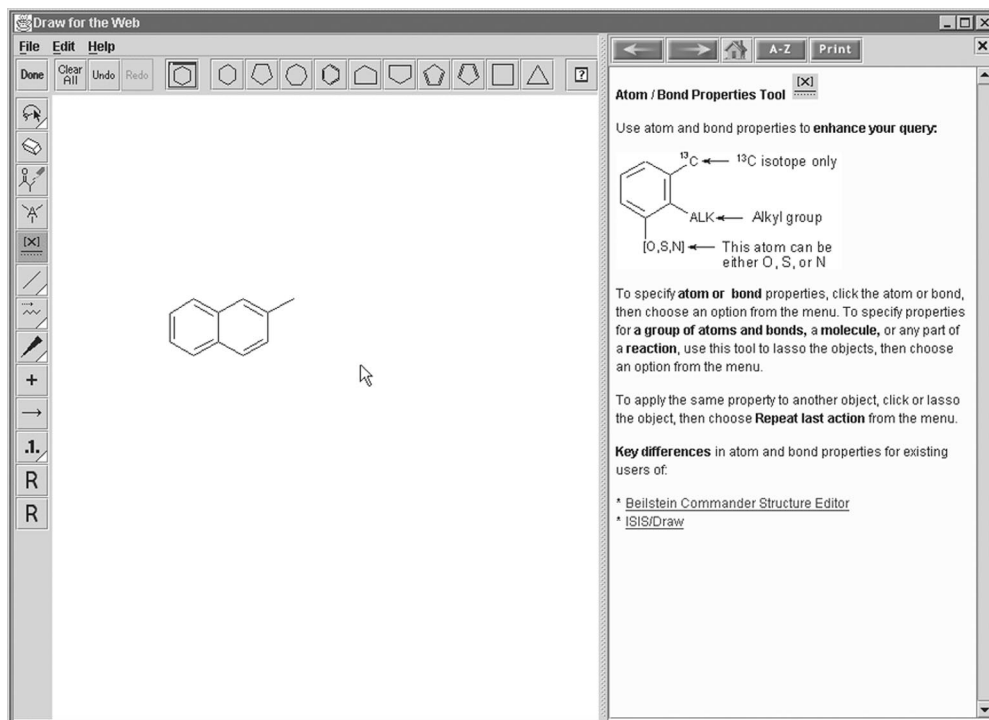 Draw for the Web
File Edit Help
Done Clear All Undo Redo ?
A
[X]
+
.1.
R
R
A-Z Print
Atom / Bond Properties Tool [X]
Use atom and bond properties to enhance your query:
¹³C ¹³C isotope only
ALK Alkyl group
[O,S,N] This atom can be
either O, S, or N
To specify atom or bond properties, click the atom or bond,
then choose an option from the menu. To specify properties
for a group of atoms and bonds, a molecule, or any part of
a reaction, use this tool to lasso the objects, then choose
an option from the menu.
To apply the same property to another object, click or lasso
the object, then choose Repeat last action from the menu.
Key differences in atom and bond properties for existing
users of:
* Beilstein Commander Structure Editor
* ISIS/Draw